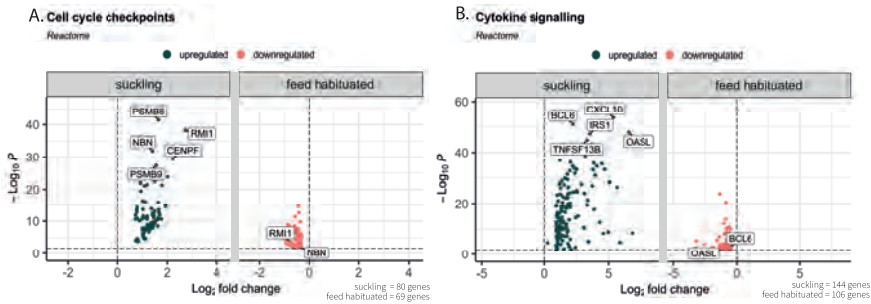 A. Cell cycle checkpoints
Reactome
upregulated downregulated
suckling feed habituated
PSMB8
RMI1
NBN
CENPF
PSMB9
RMI1
NBN
40
30
20
10
0
− Log10 P
-2 0 2 4 -2 0 2 4
Log2 fold change
suckling = 80 genes
feed habituated = 69 genes
B. Cytokine signalling
Reactome
upregulated downregulated
suckling feed habituated
CXCL10
BCL6
IRS1
OASL
TNFSF13B
BCL6
OASL
60
40
20
0
− Log10 P
-5 0 5 -5 0 5
Log2 fold change
suckling = 144 genes
feed habituated = 106 genes